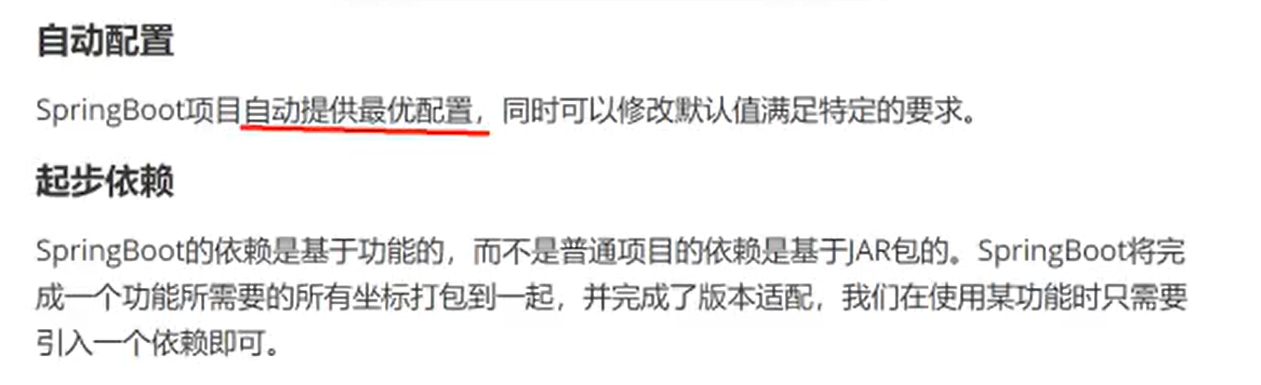 自动配置
SpringBoot项目自动提供最优配置，同时可以修改默认值满足特定的要求。
起步依赖
SpringBoot的依赖是基于功能的，而不是普通项目的依赖是基于JAR包的。SpringBoot将完
成一个功能所需要的所有坐标打包到一起，并完成了版本适配，我们在使用某功能时只需要
引入一个依赖即可。